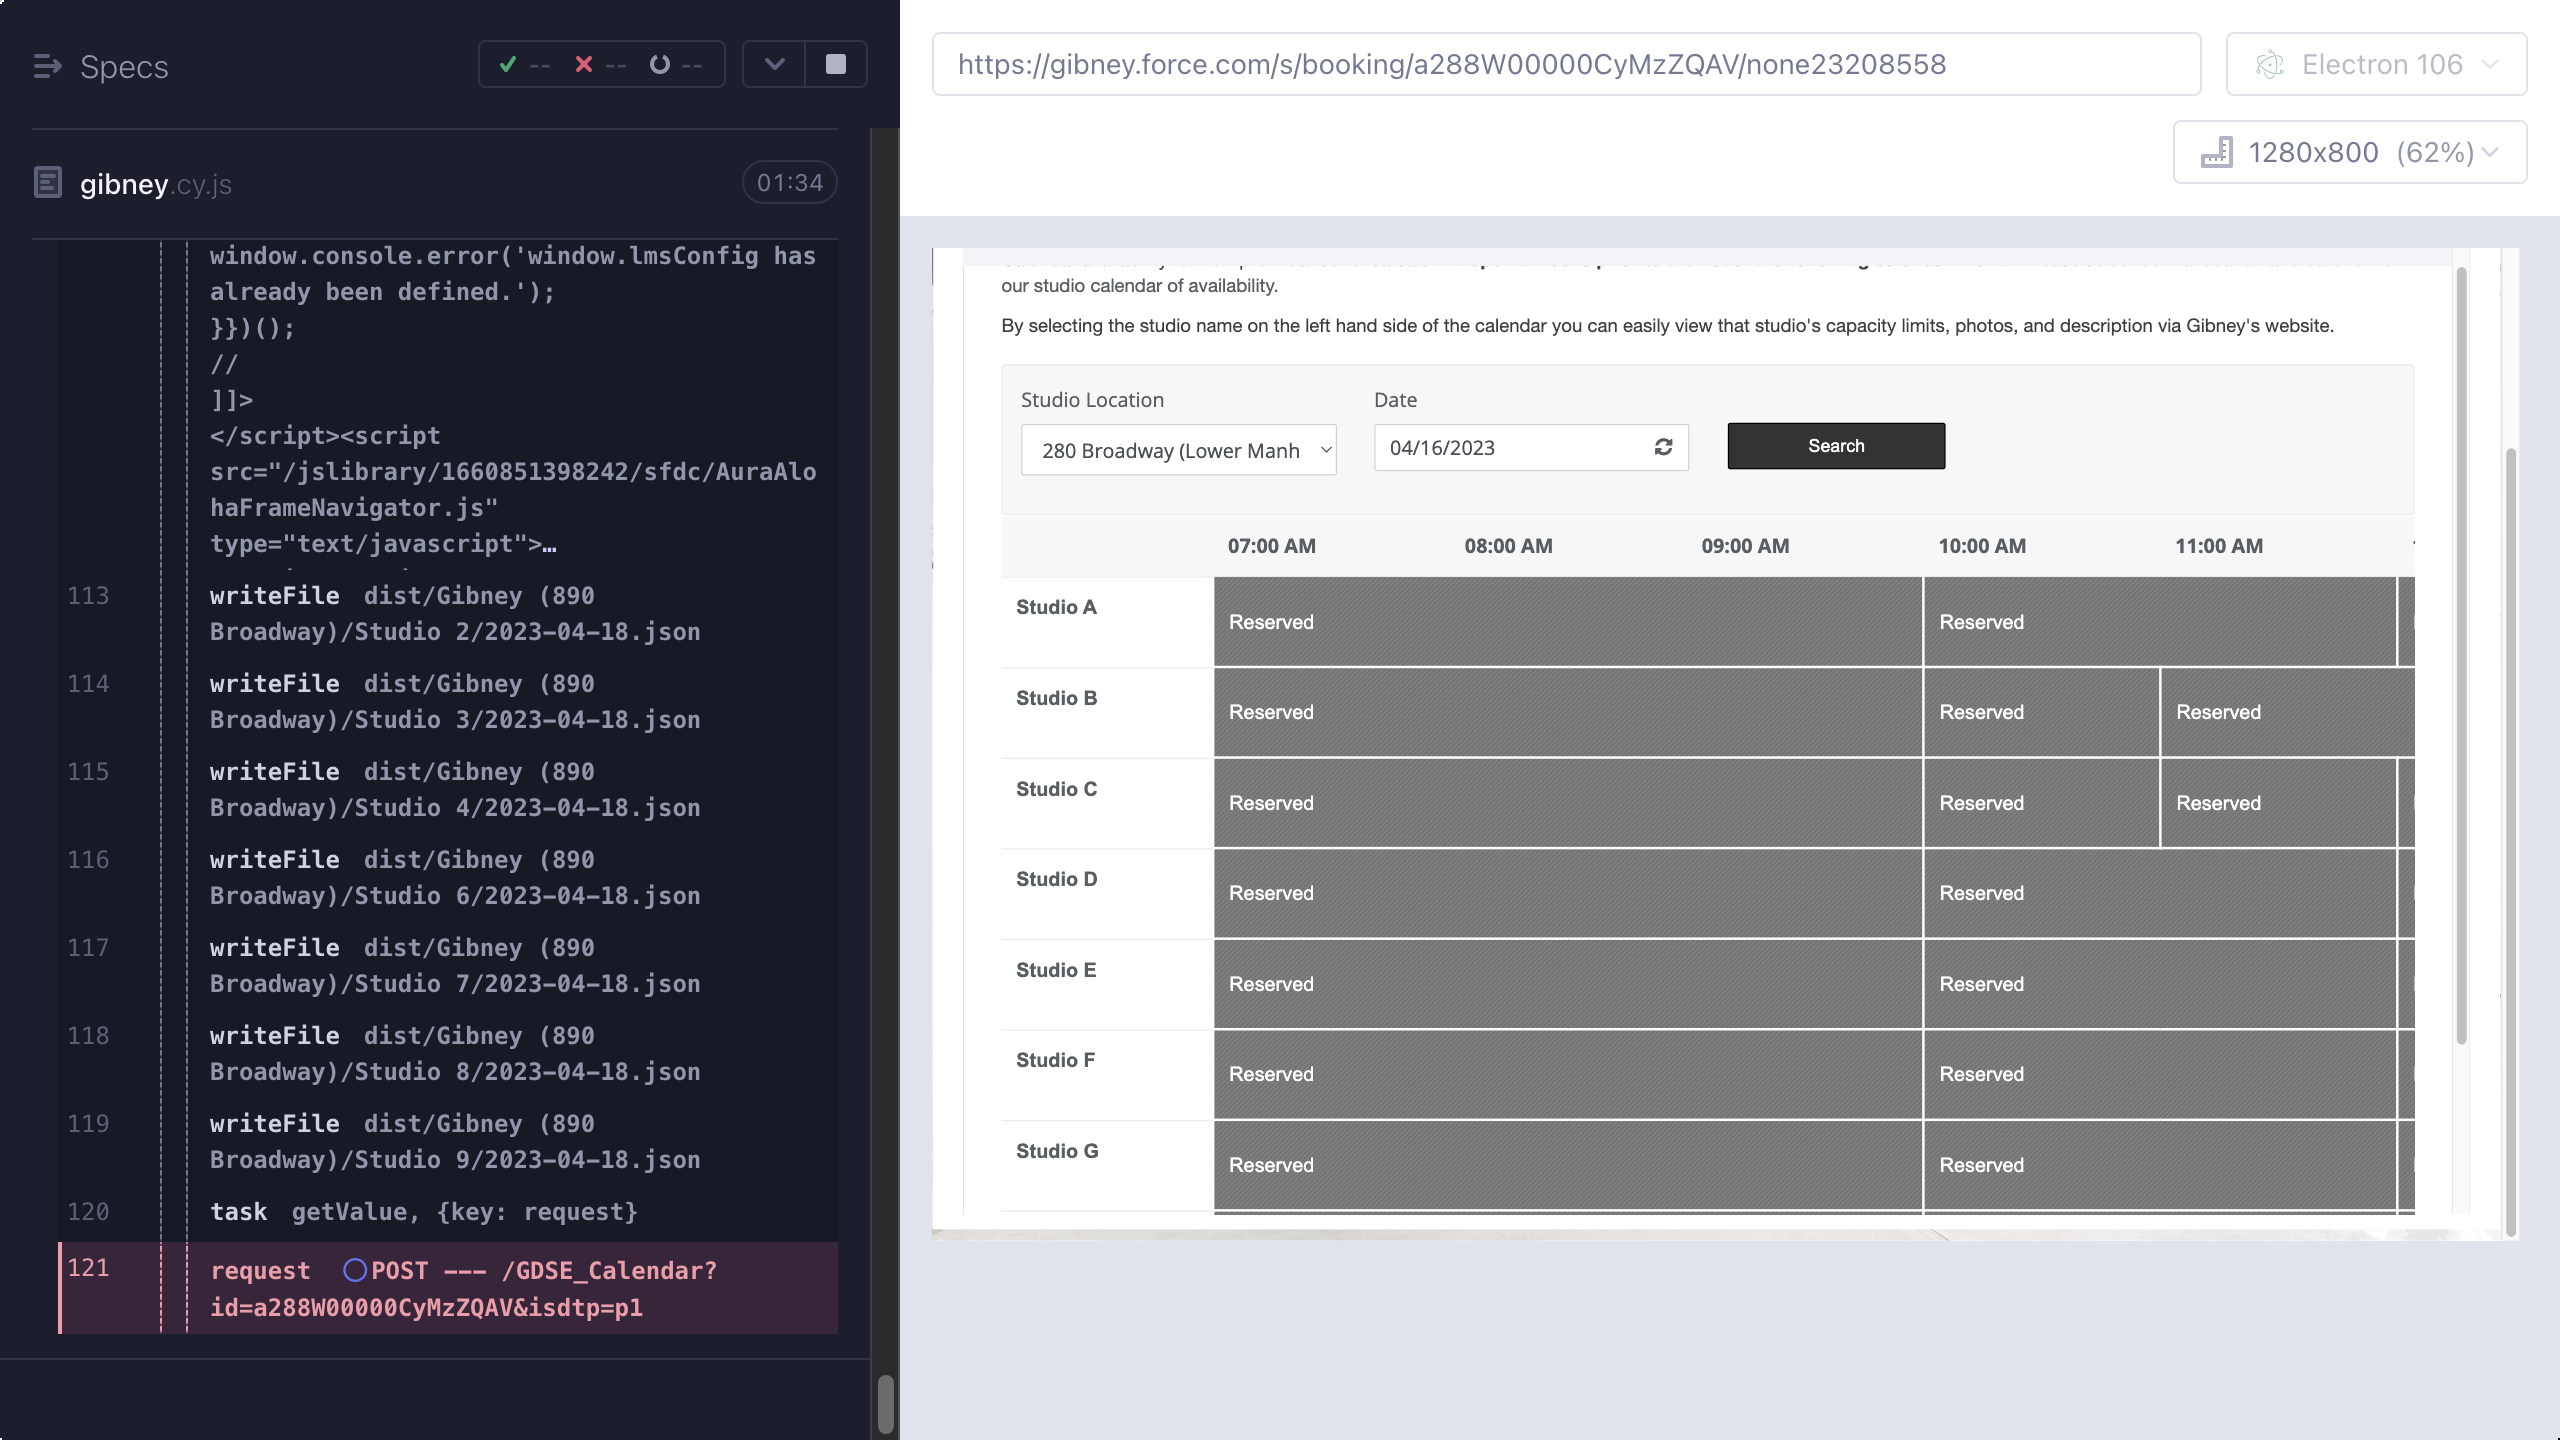 Specs
-- -- --
gibney.cy.js
01:34
window.console.error('window.lmsConfig has
already been defined.');
}})();
//
]]>
</script><script
src="/jslibrary/1660851398242/sfdc/AuraAlo
haFrameNavigator.js"
type="text/javascript">…
113 writeFile dist/Gibney (890
Broadway)/Studio 2/2023-04-18.json
114 writeFile dist/Gibney (890
Broadway)/Studio 3/2023-04-18.json
115 writeFile dist/Gibney (890
Broadway)/Studio 4/2023-04-18.json
116 writeFile dist/Gibney (890
Broadway)/Studio 6/2023-04-18.json
117 writeFile dist/Gibney (890
Broadway)/Studio 7/2023-04-18.json
118 writeFile dist/Gibney (890
Broadway)/Studio 8/2023-04-18.json
119 writeFile dist/Gibney (890
Broadway)/Studio 9/2023-04-18.json
120 task getValue, {key: request}
121 request POST --- /GDSE_Calendar?
id=a288W00000CyMzZQAV&isdtp=p1
https://gibney.force.com/s/booking/a288W00000CyMzZQAV/none23208558
Electron 106
1280x800 (62%)
our studio calendar of availability.
By selecting the studio name on the left hand side of the calendar you can easily view that studio's capacity limits, photos, and description via Gibney's website.
Studio Location Date
280 Broadway (Lower Manh 04/16/2023 Search
07:00 AM 08:00 AM 09:00 AM 10:00 AM 11:00 AM
Studio A Reserved Reserved
Studio B Reserved Reserved Reserved
Studio C Reserved Reserved Reserved
Studio D Reserved Reserved
Studio E Reserved Reserved
Studio F Reserved Reserved
Studio G Reserved Reserved